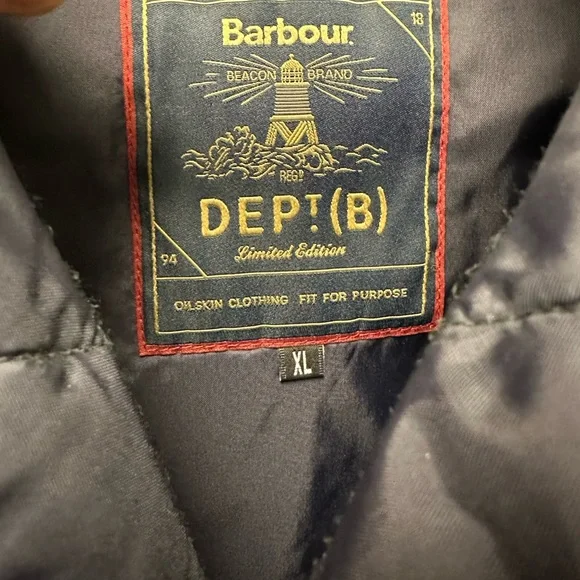 18
Barbour
BEACON BRAND
REGD
DEPT (B)
94
Limited Edition
OILSKIN CLOTHING FIT FOR PURPOSE
XL